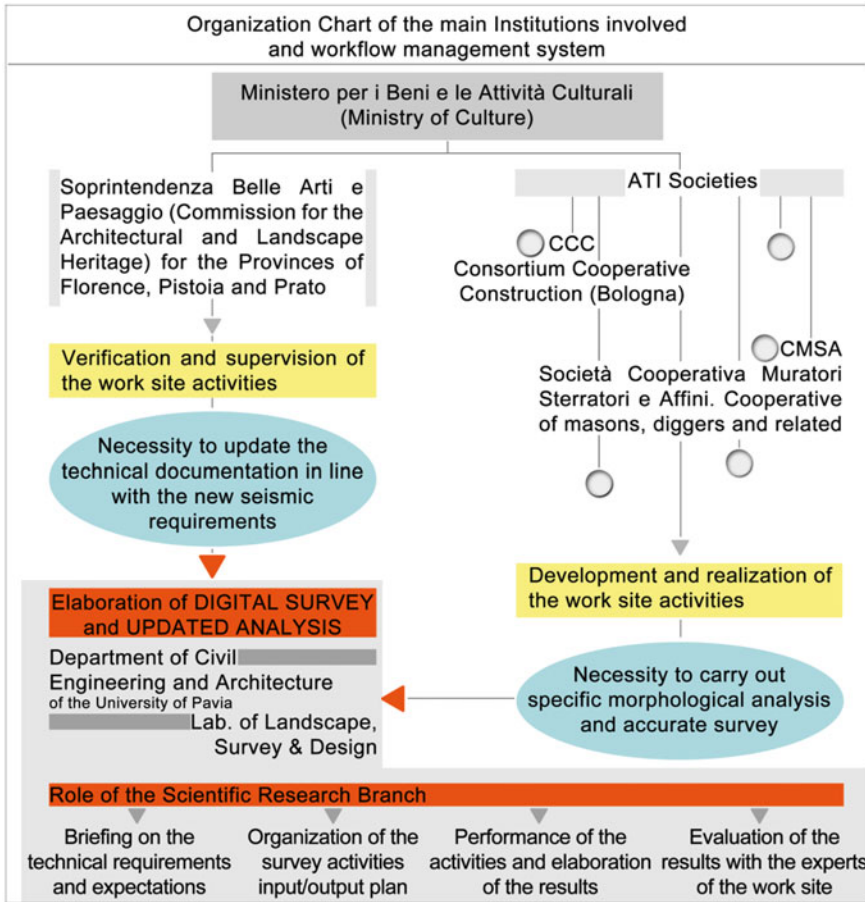 Organization Chart of the main Institutions involved
and workflow management system
Ministero per i Beni e le Attività Culturali
(Ministry of Culture)
Soprintendenza Belle Arti e
Paesaggio (Commission for the
Architectural and Landscape
Heritage) for the Provinces of
Florence, Pistoia and Prato
Verification and supervision of
the work site activities
Necessity to update the
technical documentation in line
with the new seismic
requirements
ATI Societies
CCC
Consortium Cooperative
Construction (Bologna)
CMSA
Società Cooperativa Muratori
Sterratori e Affini. Cooperative
of masons, diggers and related
Development and realization of
the work site activities
Necessity to carry out
specific morphological analysis
and accurate survey
Elaboration of DIGITAL SURVEY
and UPDATED ANALYSIS
Department of Civil
Engineering and Architecture
of the University of Pavia
Lab. of Landscape,
Survey & Design
Role of the Scientific Research Branch
Briefing on the
technical requirements
and expectations
Organization of the
survey activities
input/output plan
Performance of the
activities and elaboration
of the results
Evaluation of the
results with the experts
of the work site